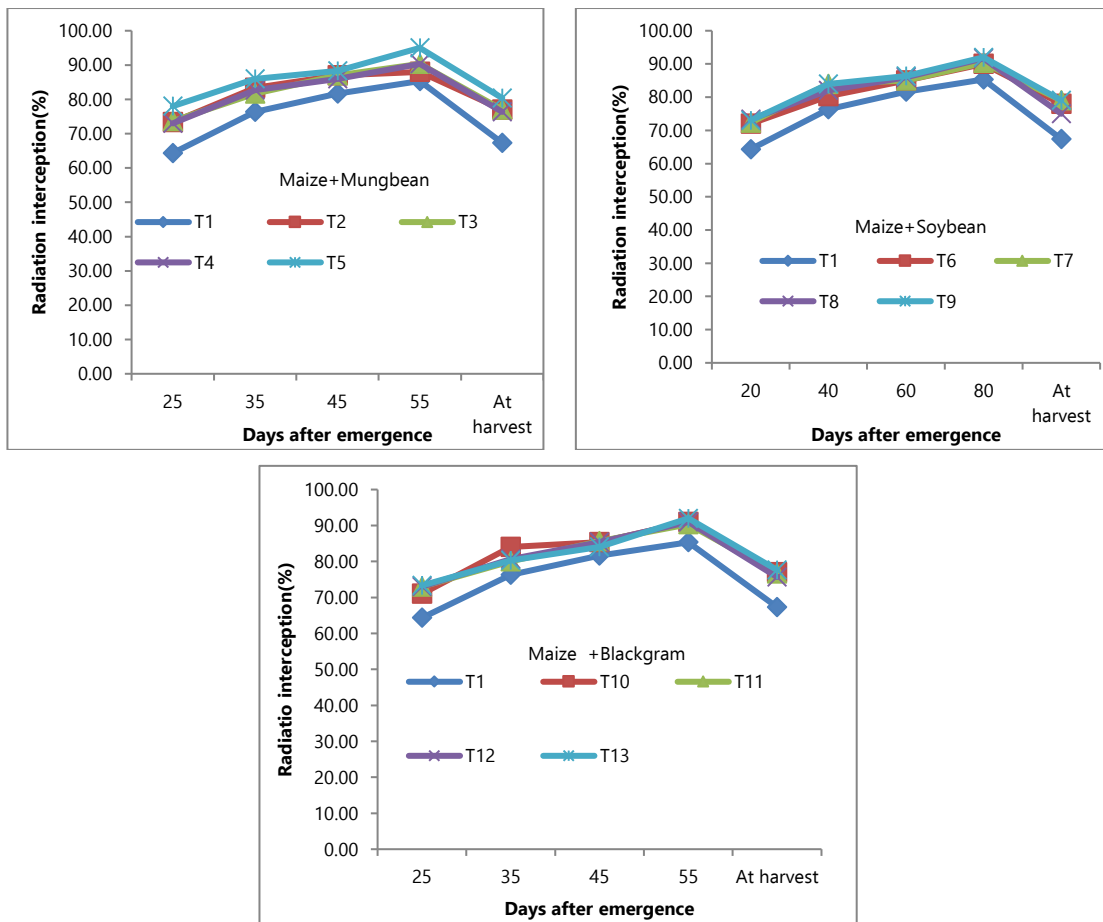 100.00
90.00
80.00
70.00
60.00
50.00
40.00
30.00
20.00
10.00
0.00
Radiation interception(%)
Maize+Mungbean
T1 T2 T3
T4 T5
25 35 45 55 At
harvest
Days after emergence
100.00
90.00
80.00
70.00
60.00
50.00
40.00
30.00
20.00
10.00
0.00
Radiation interception(%)
Maize+Soybean
T1 T6 T7
T8 T9
20 40 60 80 At
harvest
Days after emergence
100.00
90.00
80.00
70.00
60.00
50.00
40.00
30.00
20.00
10.00
0.00
Radiatio interception(%)
Maize +Blackgram
T1 T10 T11
T12 T13
25 35 45 55 At harvest
Days after emergence